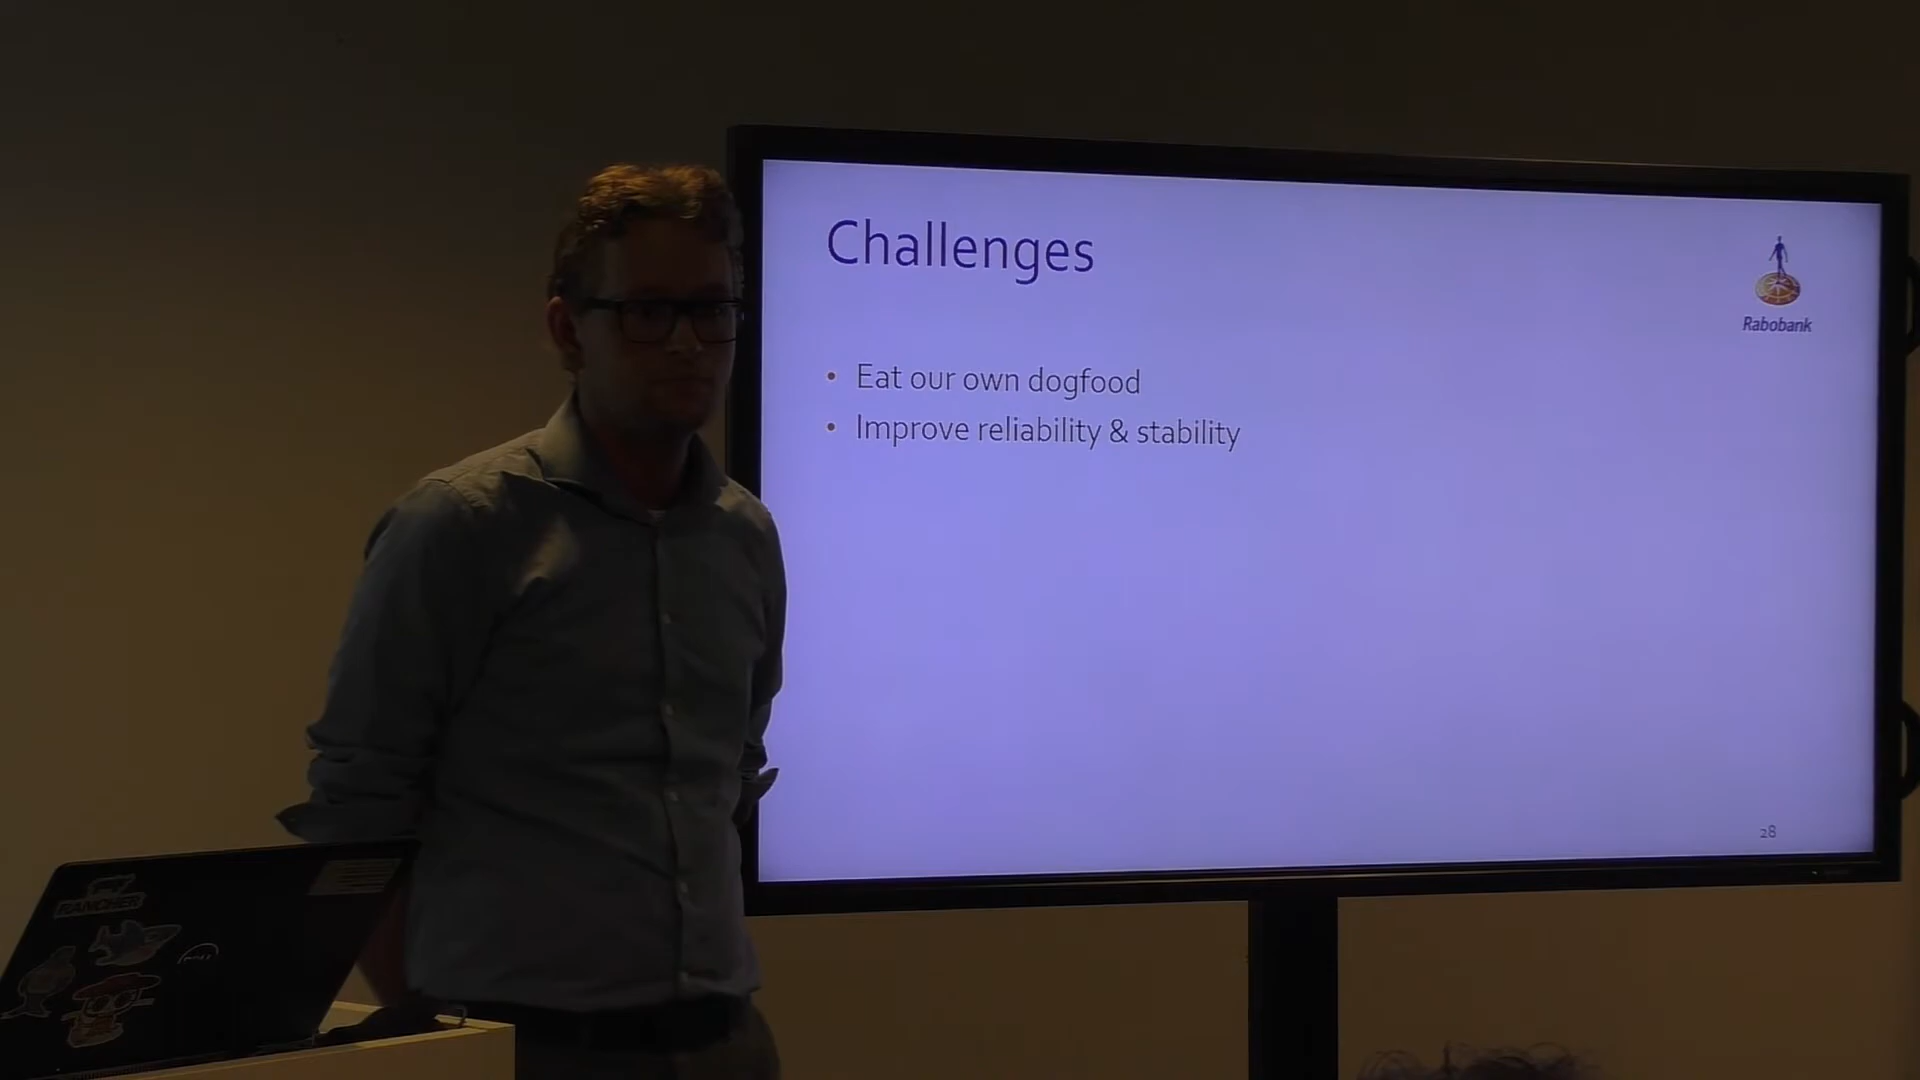 Challenges
Rabobank
• Eat our own dogfood
• Improve reliability & stability
28
RANCHER